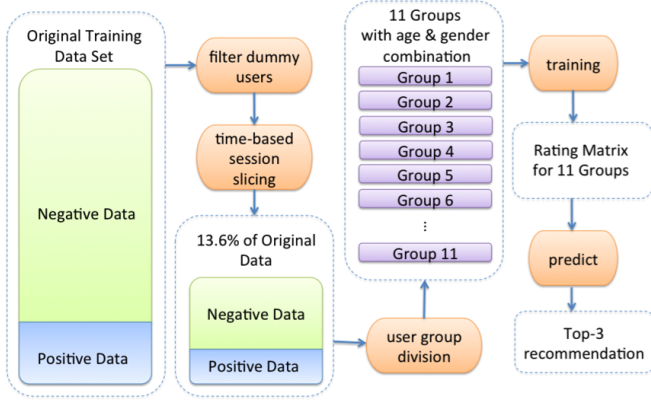 Original Training
Data Set
Negative Data
Positive Data
filter dummy
users
time-based
session
slicing
13.6% of Original
Data
Negative Data
Positive Data
user group
division
11 Groups
with age & gender
combination
Group 1
Group 2
Group 3
Group 4
Group 5
Group 6
...
Group 11
training
Rating Matrix
for 11 Groups
predict
Top-3
recommendation